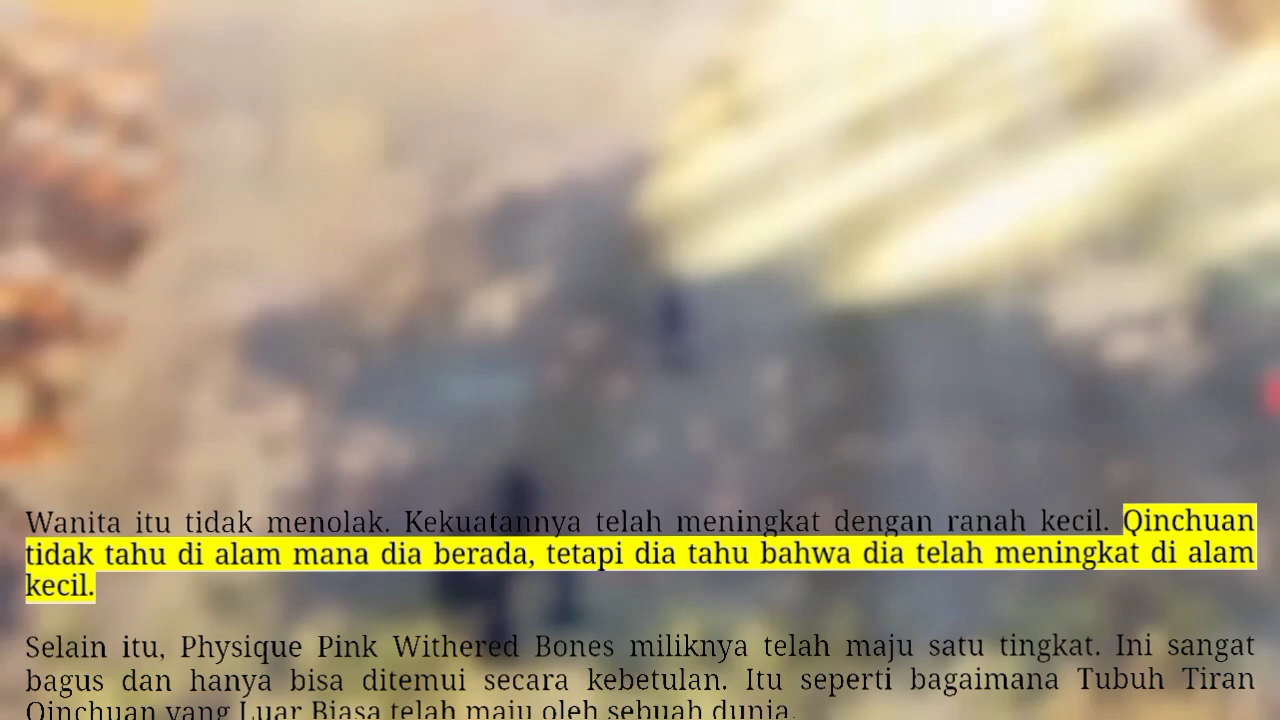 Wanita itu tidak menolak. Kekuatannya telah meningkat dengan ranah kecil. Qinchuan
tidak tahu di alam mana dia berada, tetapi dia tahu bahwa dia telah meningkat di alam
kecil.
Selain itu, Physique Pink Withered Bones miliknya telah maju satu tingkat. Ini sangat
bagus dan hanya bisa ditemui secara kebetulan. Itu seperti bagaimana Tubuh Tiran
Qinchuan yang Luar Biasa telah maju oleh sebuah dunia.